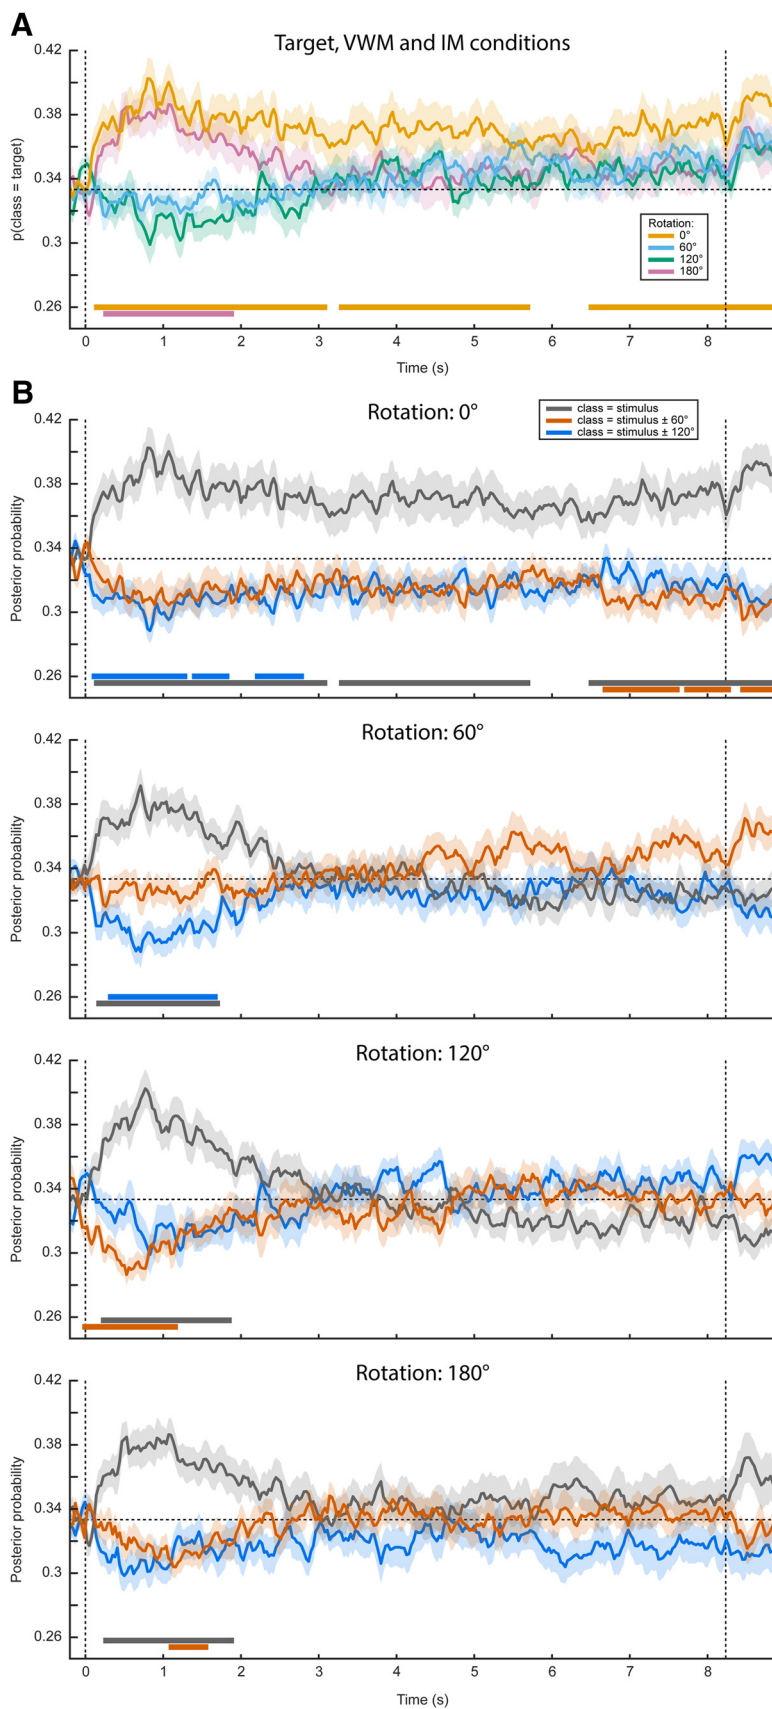 A
Target, VWM and IM conditions
0.42
0.38
0.34
0.3
0.26
p(class = target)
Rotation:
0°
60°
120°
180°
0 1 2 3 4 5 6 7 8
Time (s)
B
Rotation: 0°
class = stimulus
class = stimulus ± 60°
class = stimulus ± 120°
0.42
0.38
0.34
0.3
0.26
Posterior probability
Rotation: 60°
0.42
0.38
0.34
0.3
0.26
Posterior probability
Rotation: 120°
0.42
0.38
0.34
0.3
0.26
Posterior probability
Rotation: 180°
0.42
0.38
0.34
0.3
0.26
Posterior probability
0 1 2 3 4 5 6 7 8
Time (s)